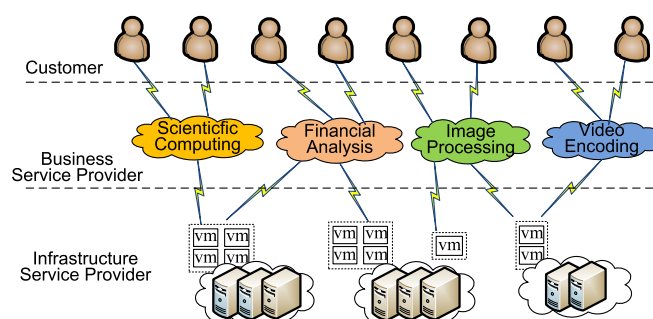 Customer
Scienticfic
Computing
Financial
Analysis
Image
Processing
Video
Encoding
Business
Service Provider
vm vm
vm vm
vm vm
vm vm
vm
vm
vm
Infrastructure
Service Provider